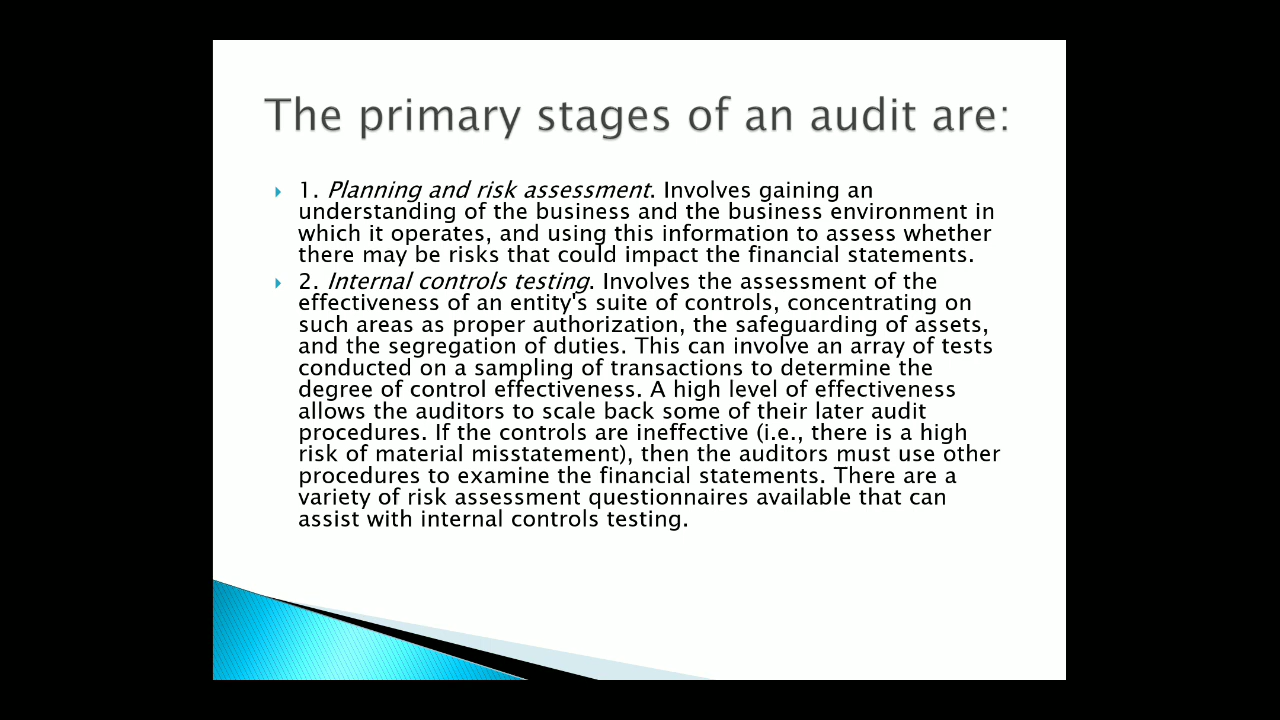 The primary stages of an audit are:
1. Planning and risk assessment. Involves gaining an
understanding of the business and the business environment in
which it operates, and using this information to assess whether
there may be risks that could impact the financial statements.
2. Internal controls testing. Involves the assessment of the
effectiveness of an entity's suite of controls, concentrating on
such areas as proper authorization, the safeguarding of assets,
and the segregation of duties. This can involve an array of tests
conducted on a sampling of transactions to determine the
degree of control effectiveness. A high level of effectiveness
allows the auditors to scale back some of their later audit
procedures. If the controls are ineffective (i.e., there is a high
risk of material misstatement), then the auditors must use other
procedures to examine the financial statements. There are a
variety of risk assessment questionnaires available that can
assist with internal controls testing.